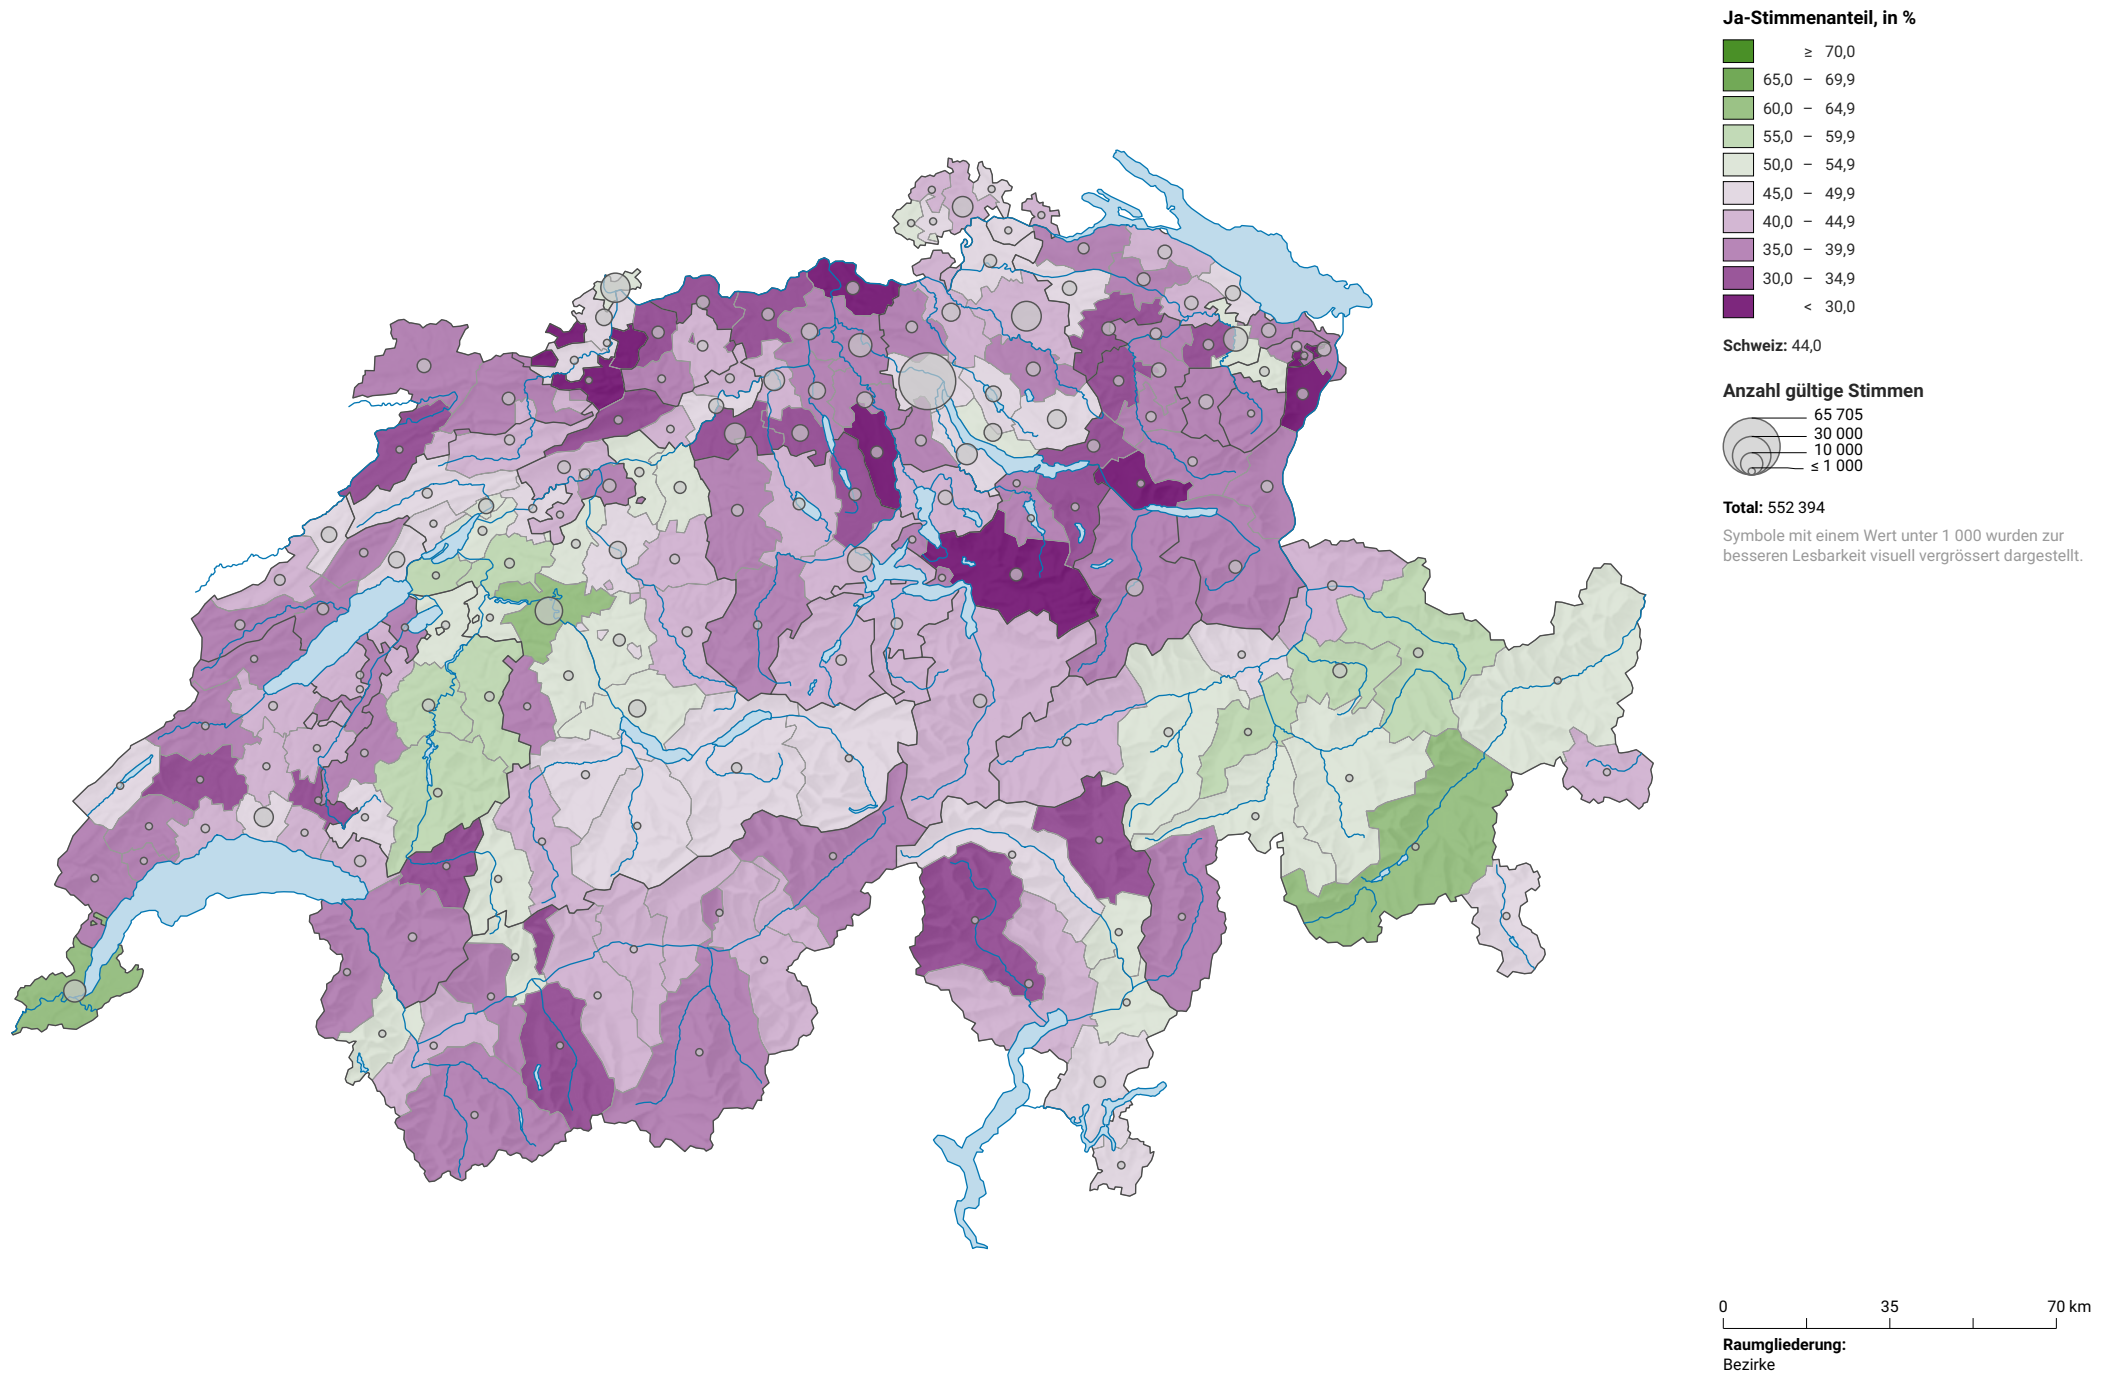 Ja-Stimmenanteil, in %
≥ 70,0
65,0 – 69,9
60,0 – 64,9
55,0 – 59,9
50,0 – 54,9
45,0 – 49,9
40,0 – 44,9
35,0 – 39,9
30,0 – 34,9
< 30,0
Schweiz: 44,0
Anzahl gültige Stimmen
65 705
30 000
10 000
≤ 1 000
Total: 552 394
Symbole mit einem Wert unter 1 000 wurden zur
besseren Lesbarkeit visuell vergrössert dargestellt.
0 35 70 km
Raumgliederung:
Bezirke